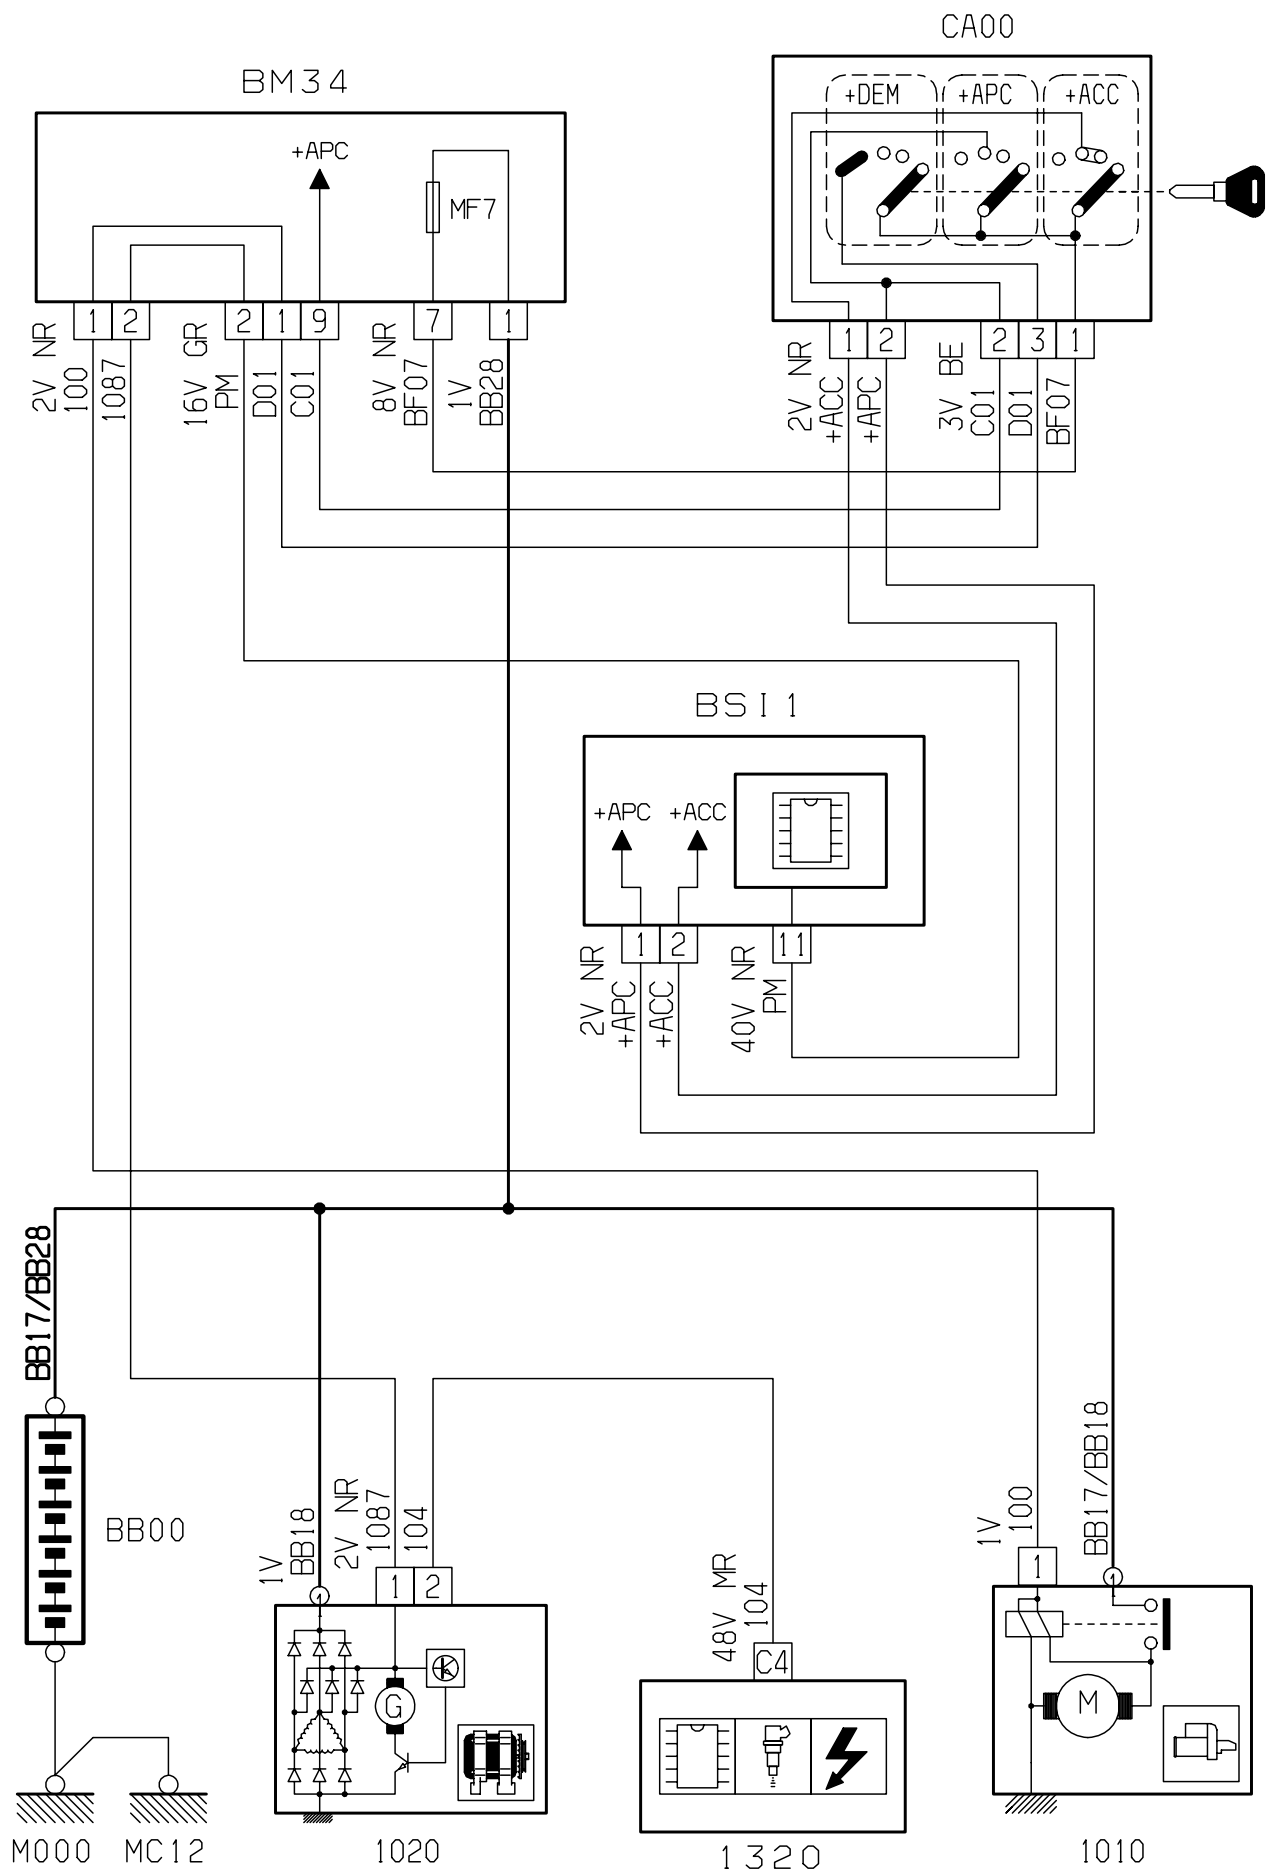 CA00
BM34
+DEM +APC +ACC
+APC
MF7
1 2 2 1 9 7 1
1 2 2 3 1
2V NR
100
1087
16V GR
PM
D01
C01
8V NR
BF07
1V
BB28
2V NR
+ACC
+APC
3V BE
C01
D01
BF07
BSI1
+APC +ACC
1 2 11
2V NR
+APC
+ACC
40V NR
PM
BB17/BB28
BB00
1V
BB18
2V NR
1087
104
1 1 2
G
48V MR
104
C4
1V
100
BB17/BB18
1 1
M
M000 MC12 1020 1320 1010